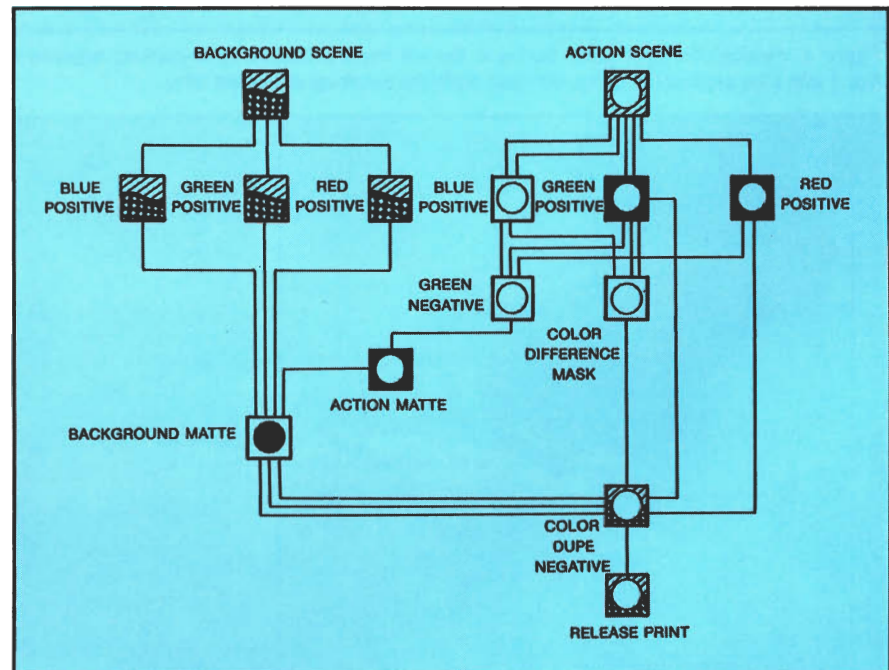 BACKGROUND SCENE
ACTION SCENE
BLUE
POSITIVE
GREEN
POSITIVE
RED
POSITIVE
BLUE
POSITIVE
GREEN
POSITIVE
RED
POSITIVE
GREEN
NEGATIVE
COLOR
DIFFERENCE
MASK
ACTION MATTE
BACKGROUND MATTE
COLOR
DUPE
NEGATIVE
RELEASE PRINT